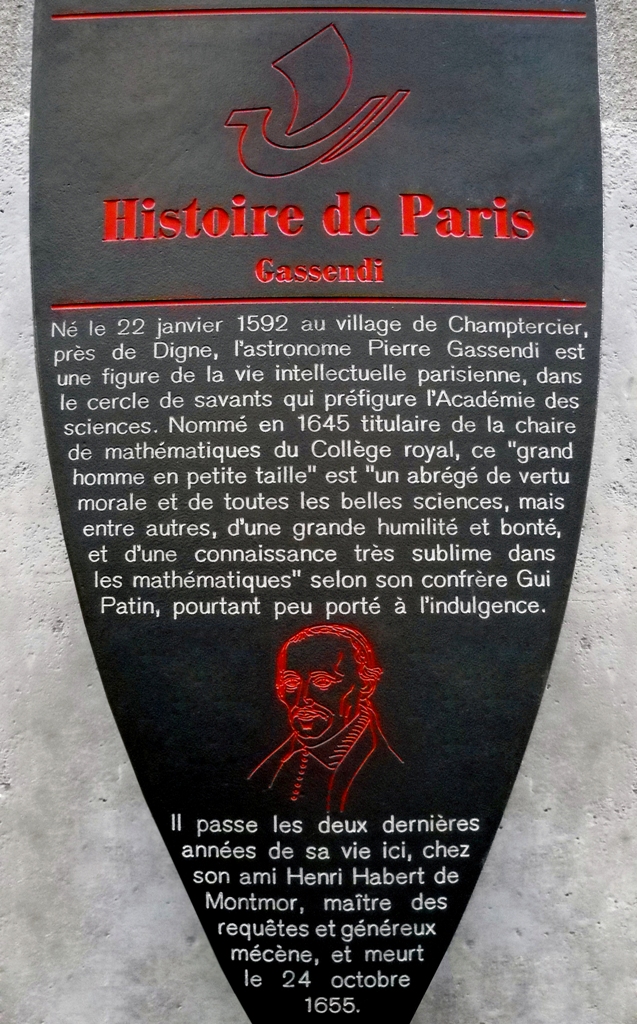 Histoire de Paris
Gassendi
Né le 22 janvier 1592 au village de Champtercier,
près de Digne, l'astronome Pierre Gassendi est
une figure de la vie intellectuelle parisienne, dans
le cercle de savants qui préfigure l'Académie des
sciences. Nommé en 1645 titulaire de la chaire
de mathématiques du Collège royal, ce "grand
homme en petite taille" est "un abrégé de vertu
morale et de toutes les belles sciences, mais
entre autres, d'une grande humilité et bonté,
et d'une connaissance très sublime dans
les mathématiques" selon son confrère Gui
Patin, pourtant peu porté à l'indulgence.
Il passe les deux dernières
années de sa vie ici, chez
son ami Henri Habert de
Montmor, maître des
requêtes et généreux
mécène, et meurt
le 24 octobre
1655.